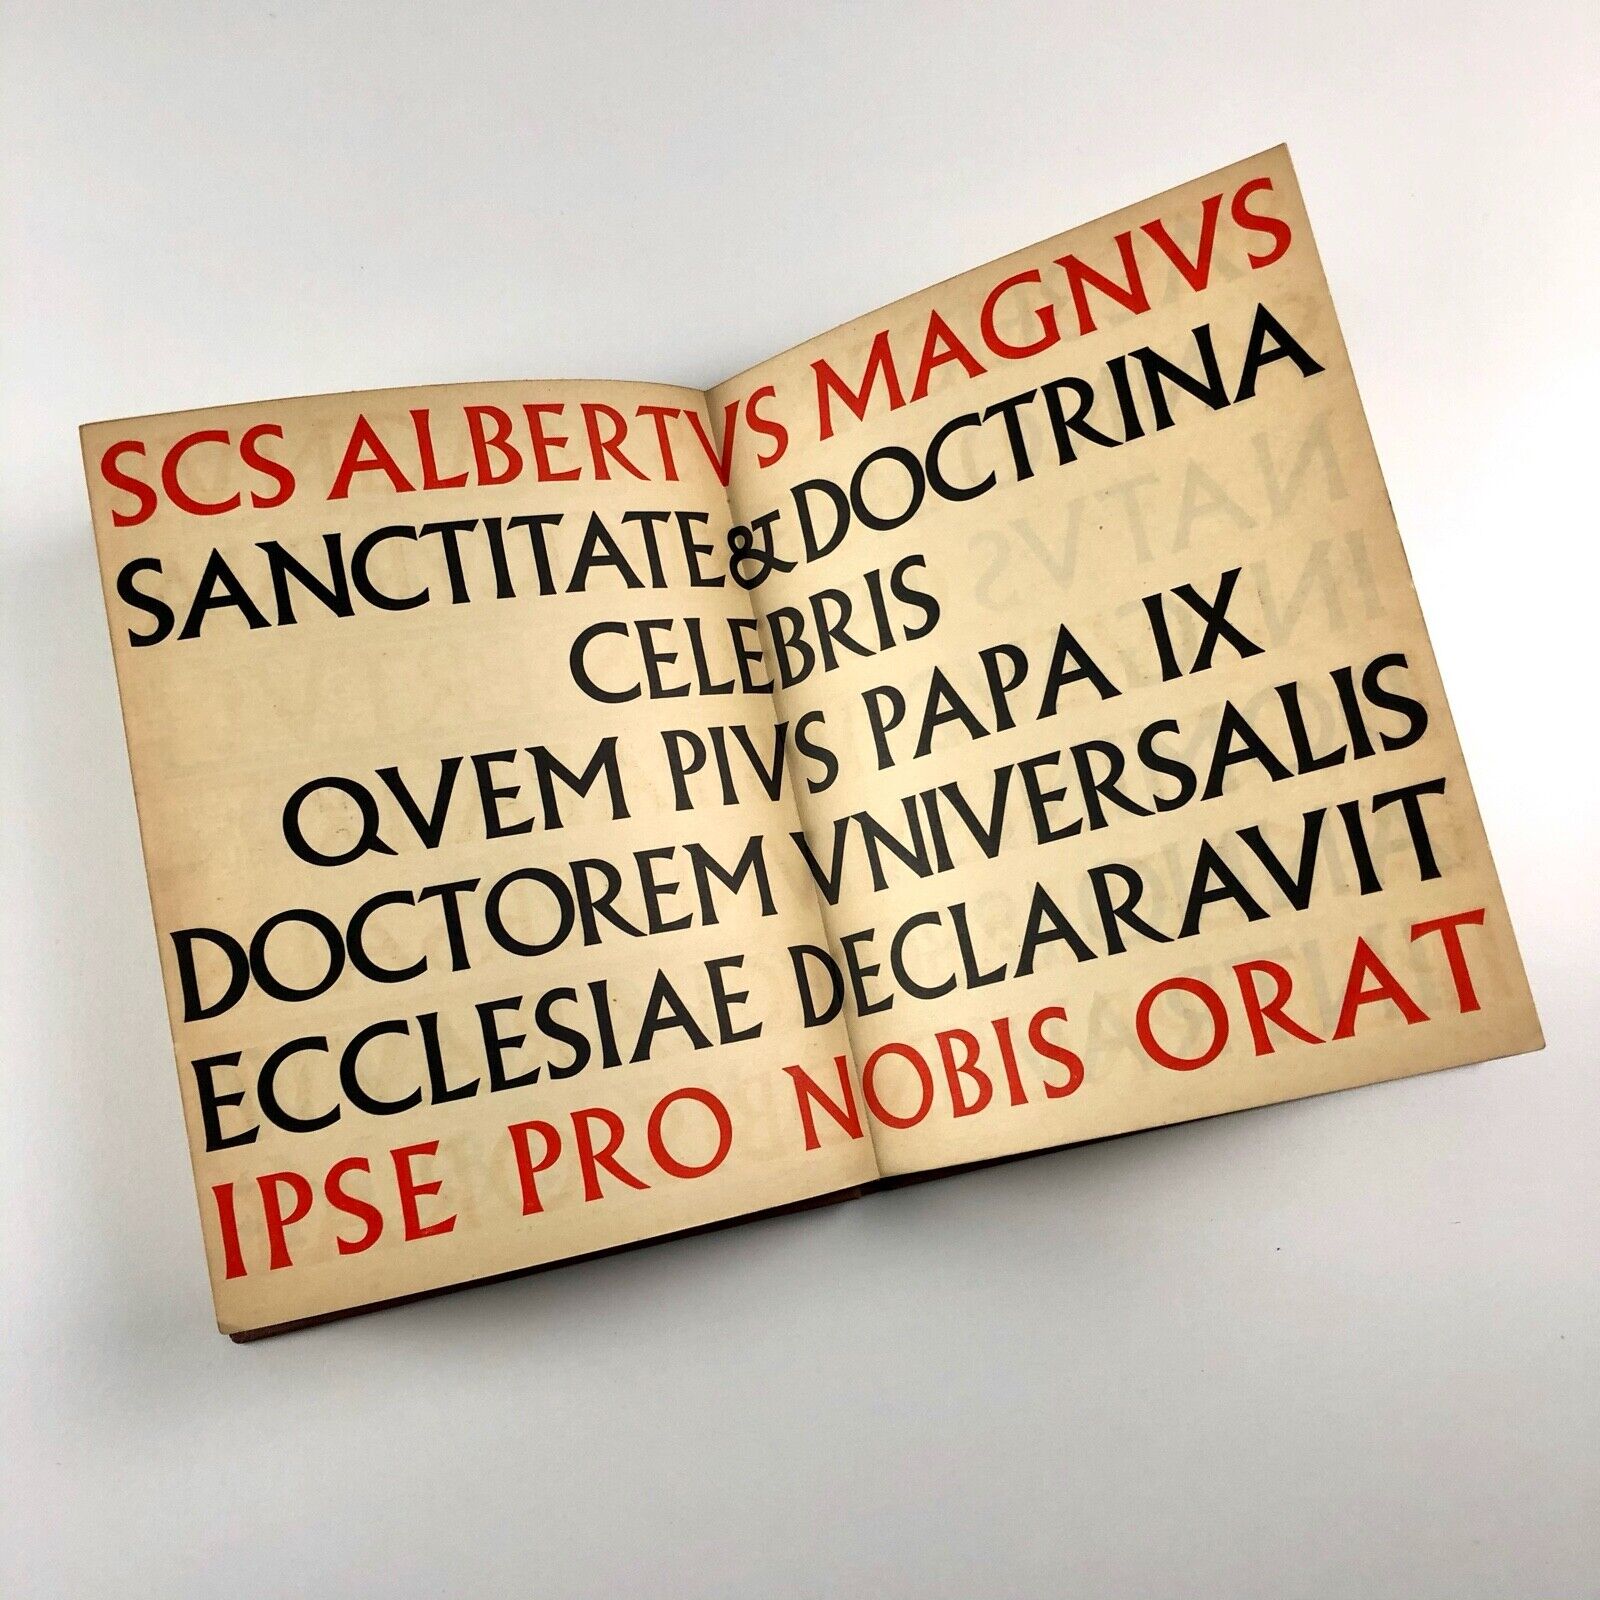 SCS ALBERTVS MAGNVS
SANCTITATE & DOCTRINA
CELEBRIS
QVEM PIVS PAPA IX
DOCTOREM VNIVERSALIS
ECCLESIAE DECLARAVIT
IPSE PRO NOBIS ORAT